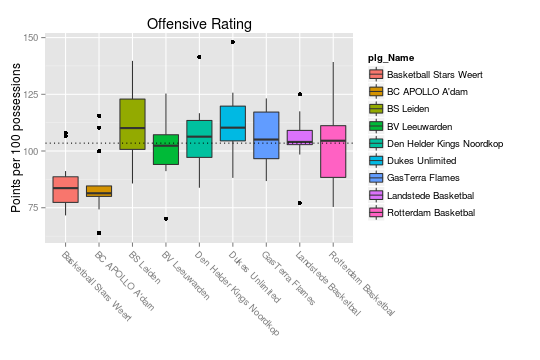 Offensive Rating
Points per 100 possessions
150
125
100
75
Basketball Stars Weert
BC APOLLO A'dam
BS Leiden
BV Leeuwarden
Den Helder Kings Noordkop
Dukes Unlimited
GasTerra Flames
Landstede Basketbal
Rotterdam Basketbal
plg_Name
Basketball Stars Weert
BC APOLLO A'dam
BS Leiden
BV Leeuwarden
Den Helder Kings Noordkop
Dukes Unlimited
GasTerra Flames
Landstede Basketbal
Rotterdam Basketbal